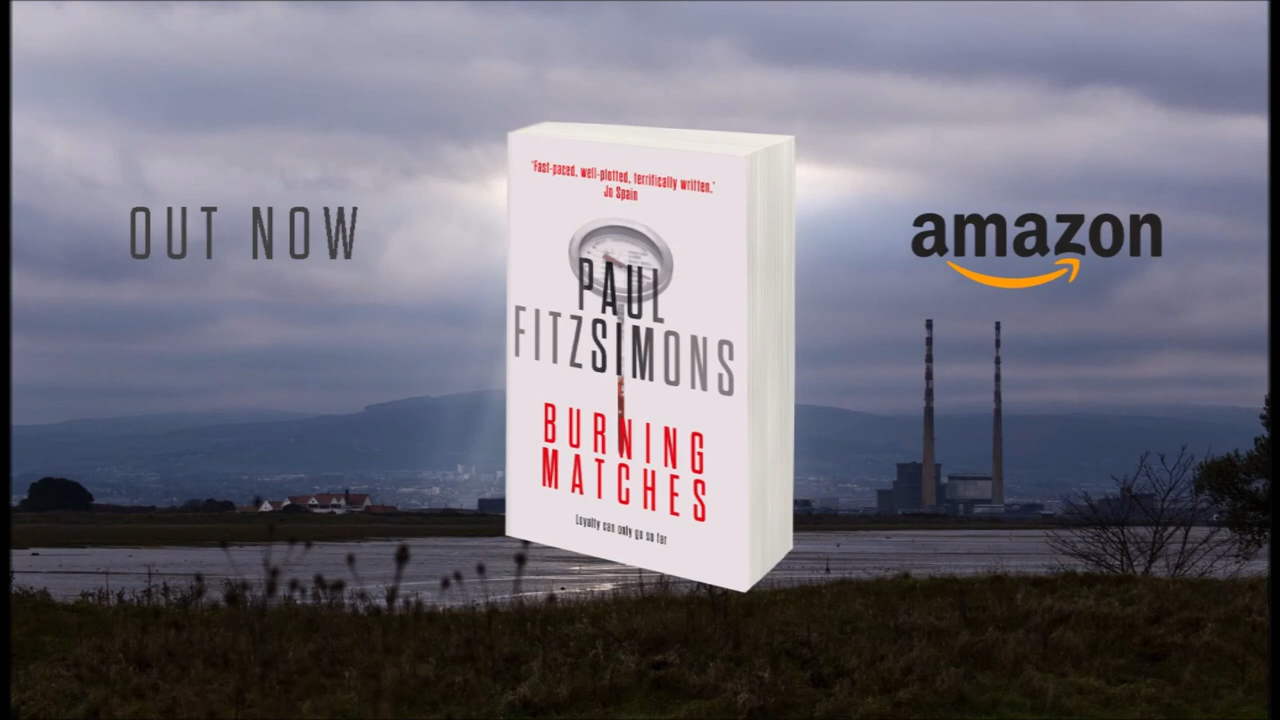 OUT NOW
"Fast-paced, well-plotted, terrifically written."
Jo Spain
PAUL
FITZSIMONS
BURNING
MATCHES
Loyalty can only go so far
amazon